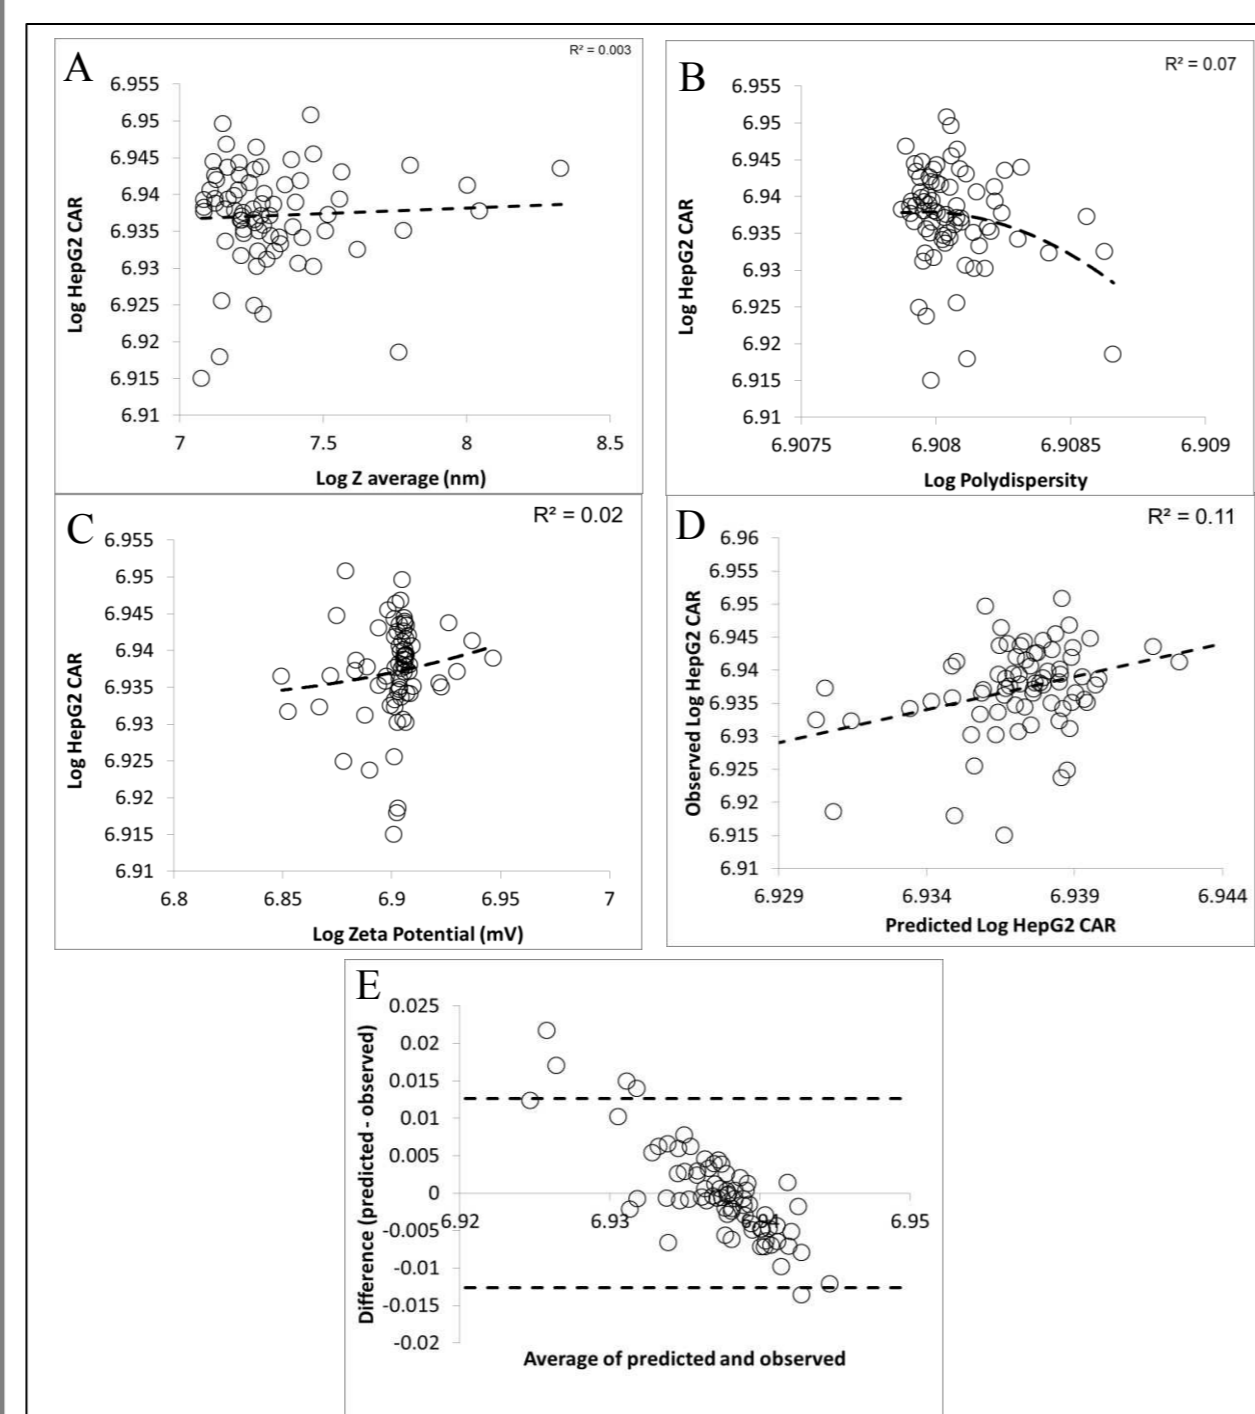 A
R² = 0.003
6.955
6.95
6.945
6.94
6.935
6.93
6.925
6.92
6.915
6.91
Log HepG2 CAR
7 7.5 8 8.5
Log Z average (nm)
B
R² = 0.07
6.955
6.95
6.945
6.94
6.935
6.93
6.925
6.92
6.915
6.91
Log HepG2 CAR
6.9075 6.908 6.9085 6.909
Log Polydispersity
C
R² = 0.02
6.955
6.95
6.945
6.94
6.935
6.93
6.925
6.92
6.915
6.91
Log HepG2 CAR
6.8 6.85 6.9 6.95 7
Log Zeta Potential (mV)
D
R² = 0.11
6.96
6.955
6.95
6.945
6.94
6.935
6.93
6.925
6.92
6.915
6.91
Observed Log HepG2 CAR
6.929 6.934 6.939 6.944
Predicted Log HepG2 CAR
E
0.025
0.02
0.015
0.01
0.005
0
-0.005
-0.01
-0.015
-0.02
Difference (predicted - observed)
6.92 6.93 6.94 6.95
Average of predicted and observed